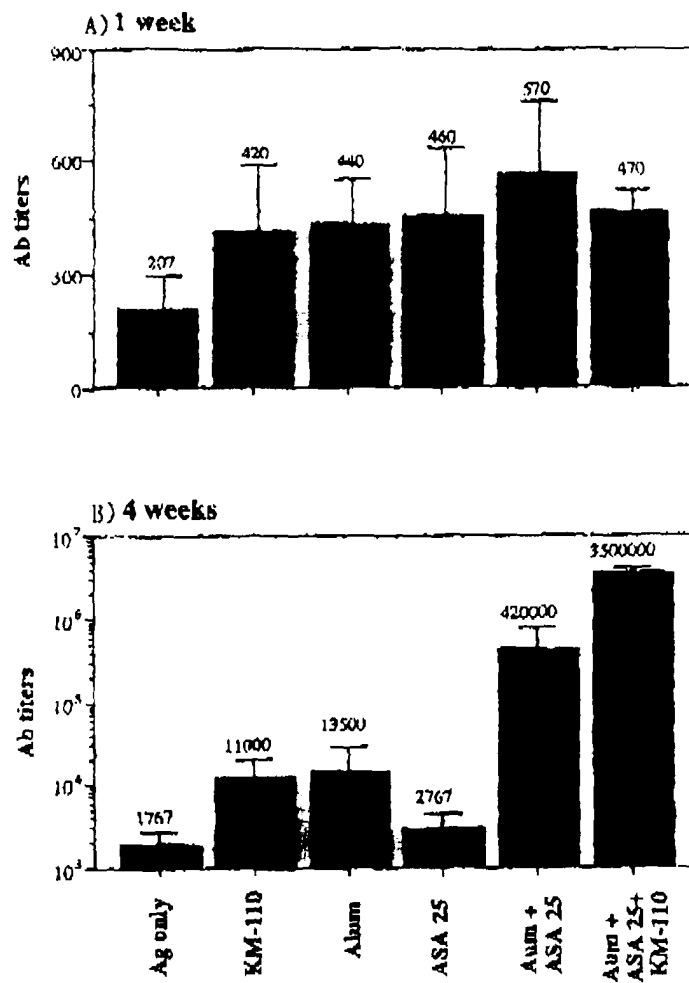 A) 1 week
900
600
300
0
Ab titers
207
420
440
460
570
470
B) 4 weeks
10⁷
10⁶
10⁵
10⁴
10³
Ab titers
1767
11000
13500
2767
420000
3500000
Ag only
KM-110
Alum
ASA 25
Aum +
ASA 25
Aum +
ASA 25+
KM-110